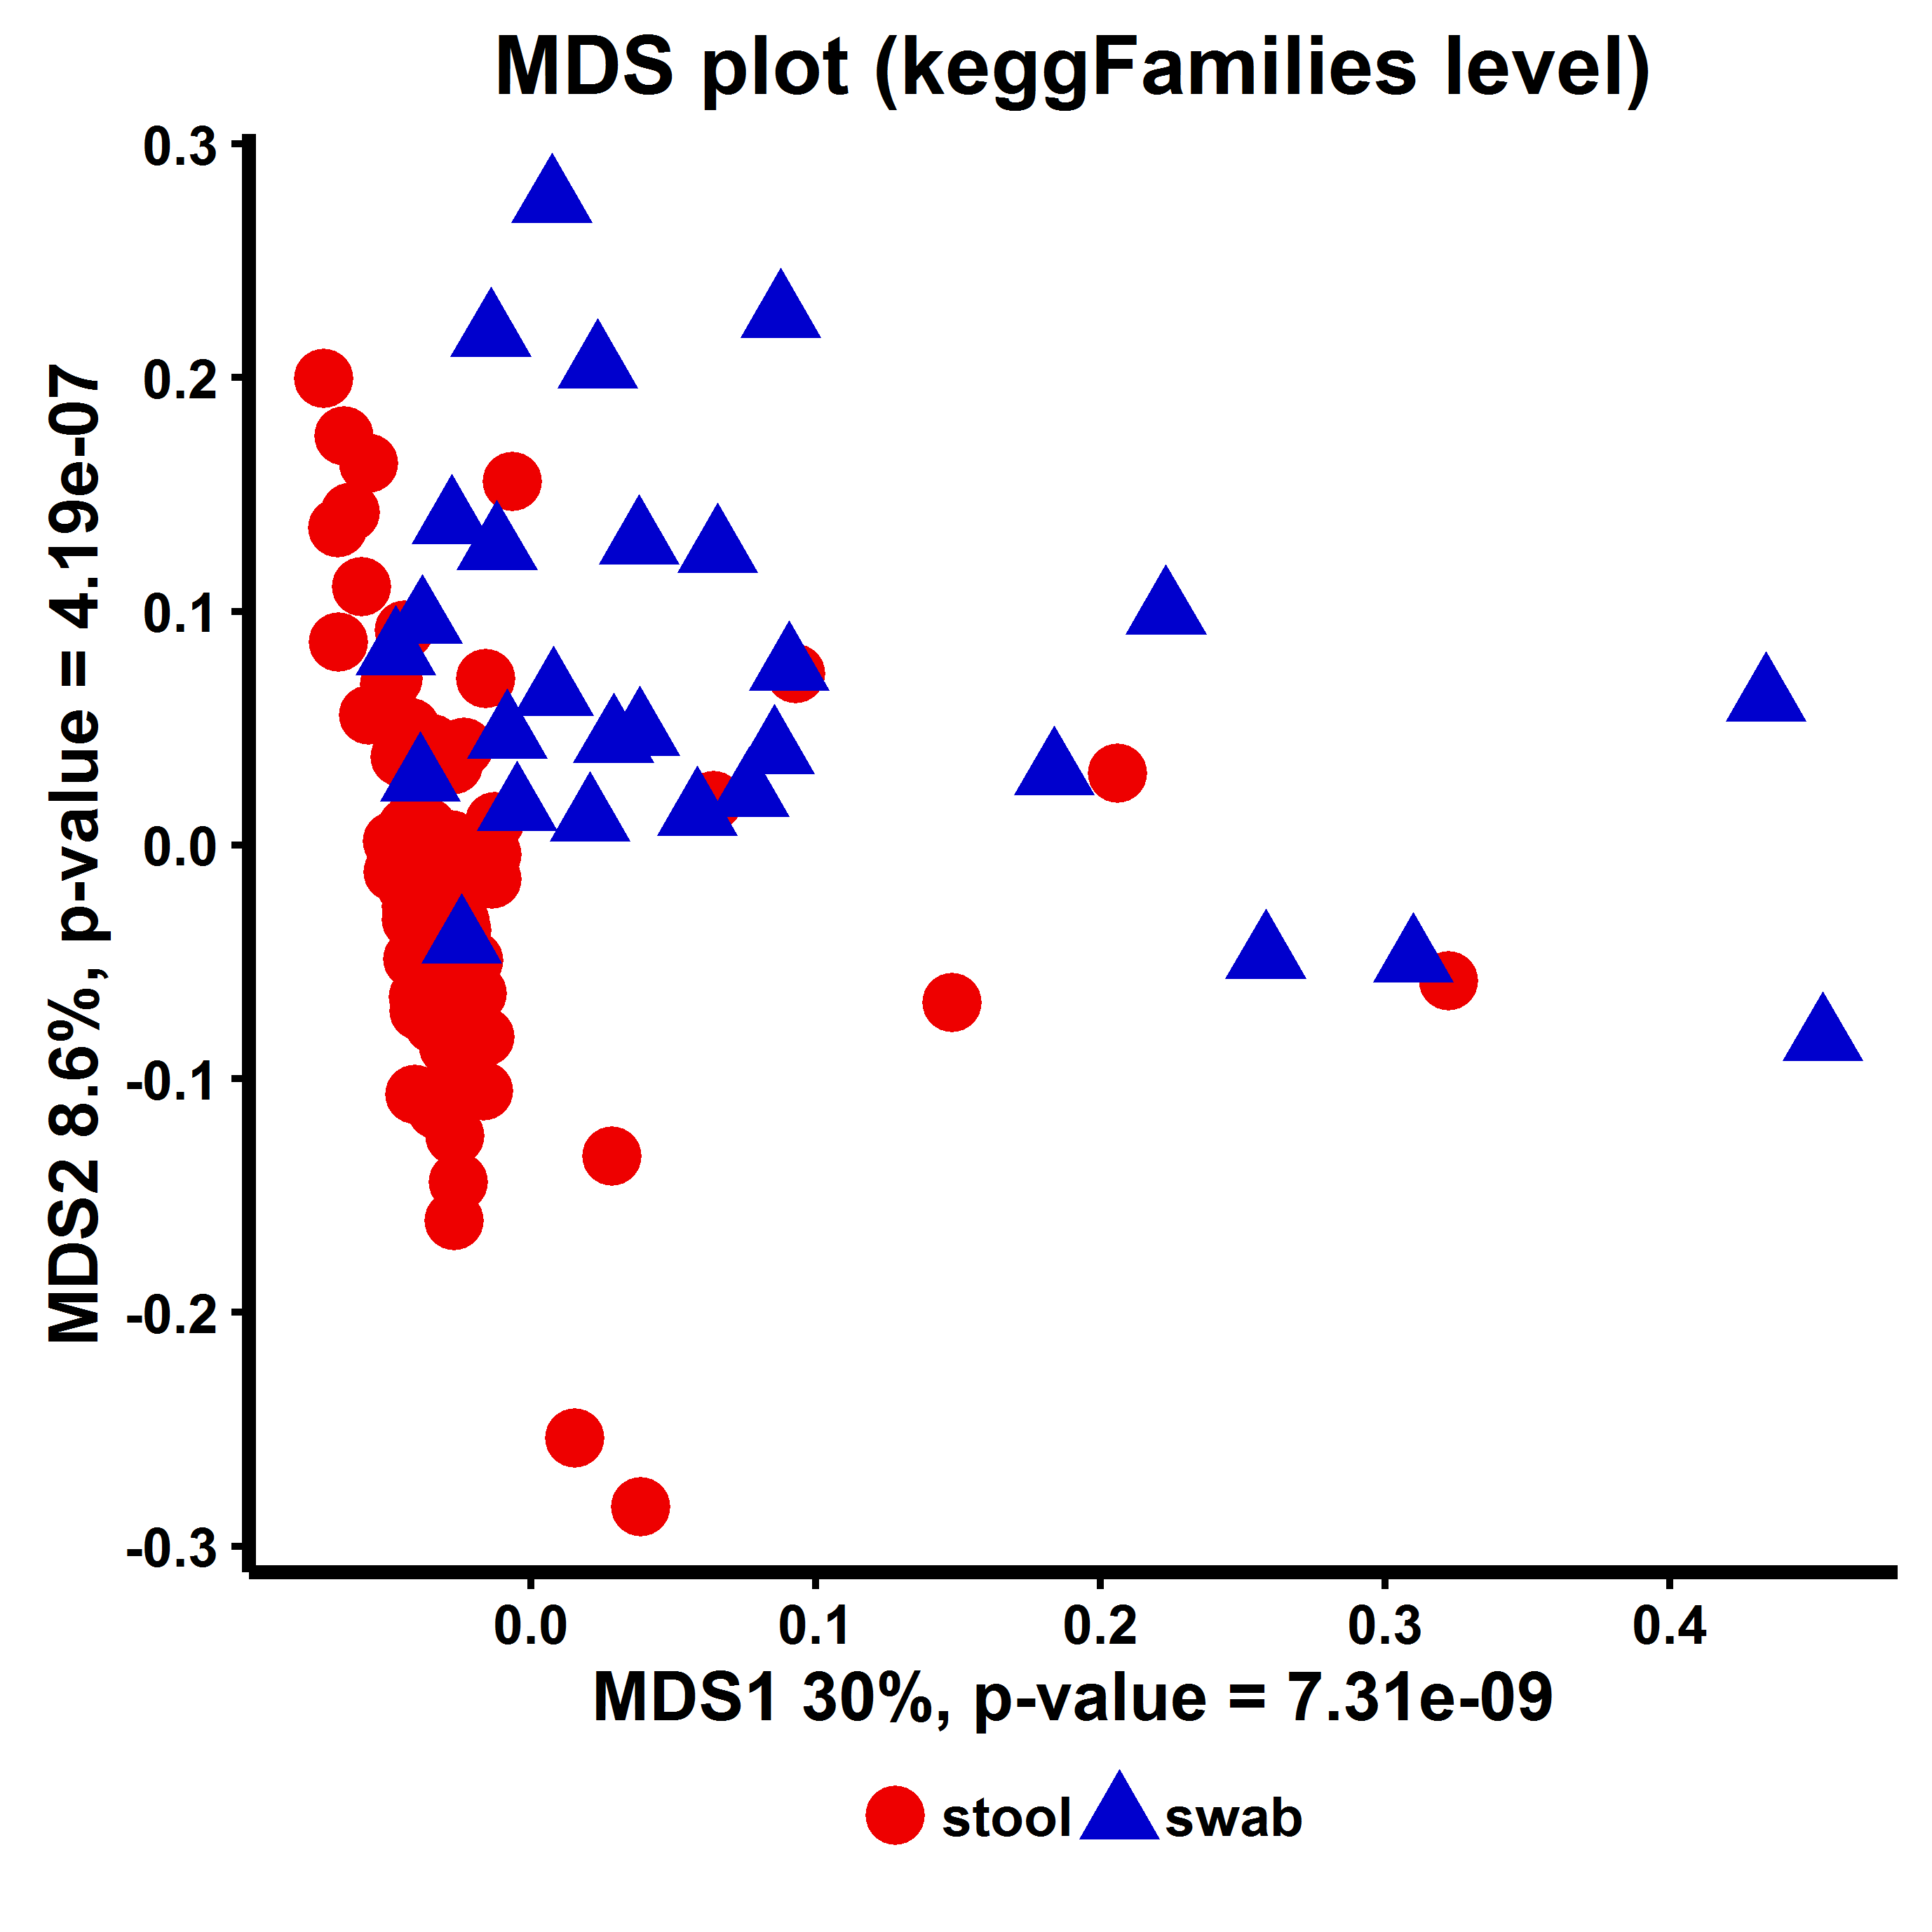 MDS plot (keggFamilies level)
MDS2 8.6%, p-value = 4.19e-07
0.3
0.2
0.1
0.0
-0.1
-0.2
-0.3
0.0 0.1 0.2 0.3 0.4
MDS1 30%, p-value = 7.31e-09
stool swab